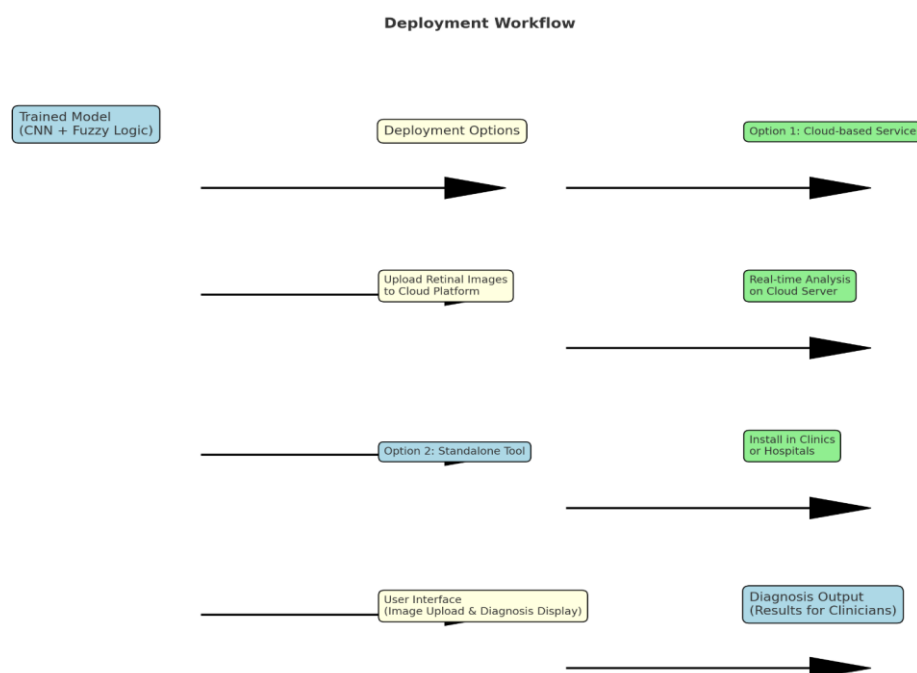 Deployment Workflow
Trained Model
(CNN + Fuzzy Logic)
Deployment Options
Option 1: Cloud-based Service
Upload Retinal Images
to Cloud Platform
Real-time Analysis
on Cloud Server
Option 2: Standalone Tool
Install in Clinics
or Hospitals
User Interface
(Image Upload & Diagnosis Display)
Diagnosis Output
(Results for Clinicians)